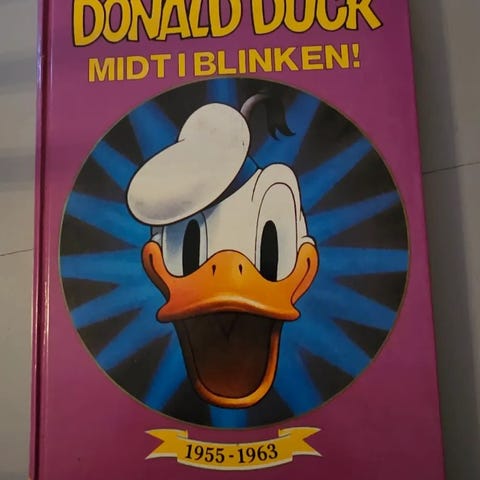 DONALD DUCK
MIDT I BLINKEN!
1955-1963